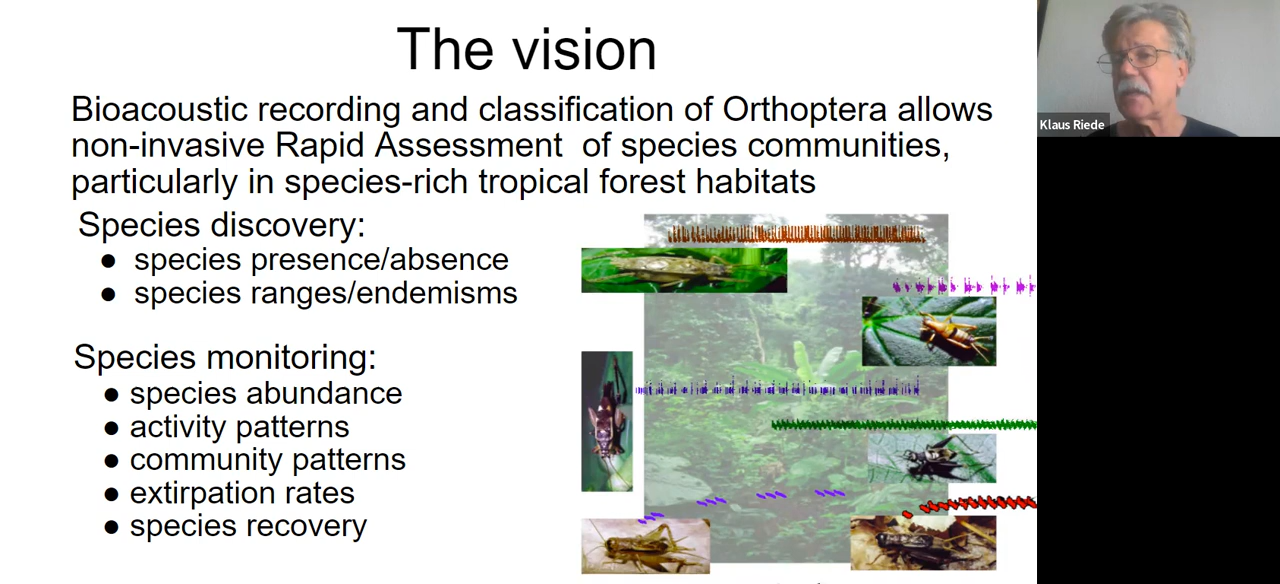 The vision
Bioacoustic recording and classification of Orthoptera allows
non-invasive Rapid Assessment of species communities,
particularly in species-rich tropical forest habitats
Species discovery:
● species presence/absence
● species ranges/endemisms
Species monitoring:
● species abundance
● activity patterns
● community patterns
● extirpation rates
● species recovery
Klaus Riede